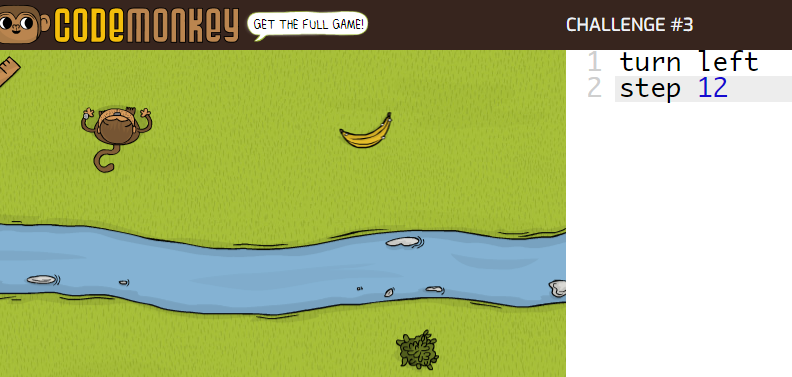 CODEMONKEY
GET THE FULL GAME!
CHALLENGE #3
1 turn left
2 step 12